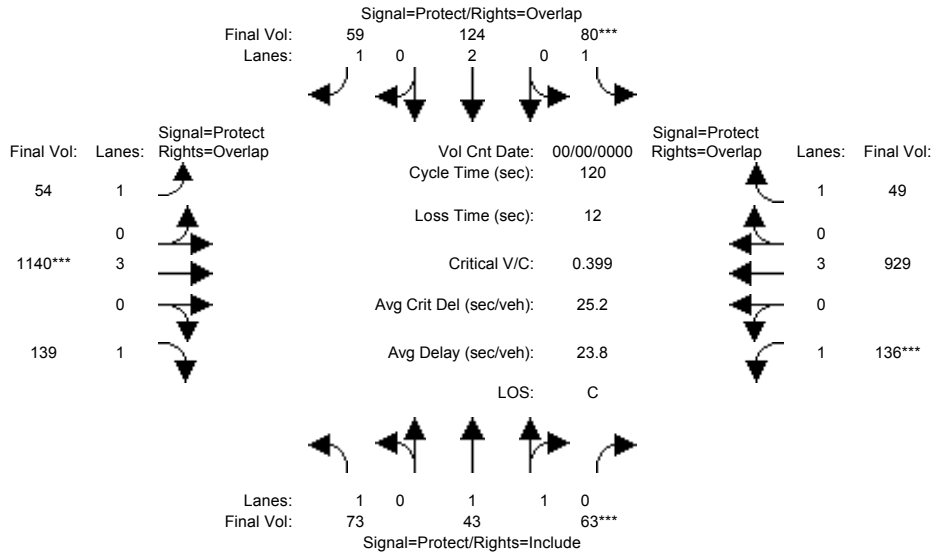 Signal=Protect/Rights=Overlap
Final Vol: 59 124 80***
Lanes: 1 0 2 0 1
Signal=Protect Signal=Protect
Final Vol: Lanes: Rights=Overlap Vol Cnt Date: 00/00/0000 Rights=Overlap Lanes: Final Vol:
Cycle Time (sec): 120
54 1 1 49
Loss Time (sec): 12
0 0
1140*** 3 Critical V/C: 0.399 3 929
0 Avg Crit Del (sec/veh): 25.2 0
139 1 Avg Delay (sec/veh): 23.8 1 136***
LOS: C
Lanes: 1 0 1 1 0
Final Vol: 73 43 63***
Signal=Protect/Rights=Include